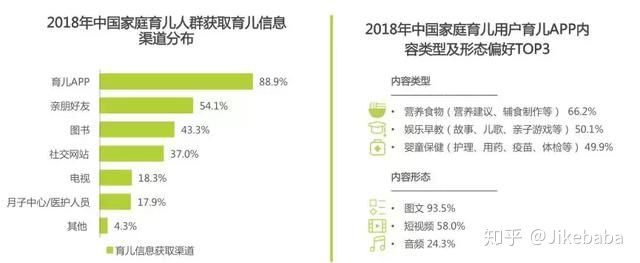 2018年中国家庭育儿人群获取育儿信息
渠道分布
育儿APP 88.9%
亲朋好友 54.1%
图书 43.3%
社交网站 37.0%
电视 18.3%
月子中心/医护人员 17.9%
其他 4.3%
育儿信息获取渠道
2018年中国家庭育儿用户育儿APP内
容类型及形态偏好TOP3
内容类型
• 营养食物（营养建议、辅食制作等） 66.2%
• 娱乐早教（故事、儿歌、亲子游戏等） 50.1%
• 婴童保健（护理、用药、疫苗、体检等） 49.9%
内容形态
• 图文 93.5%
• 短视频 58.0%
• 音频 24.3%
知乎 @Jikebaba